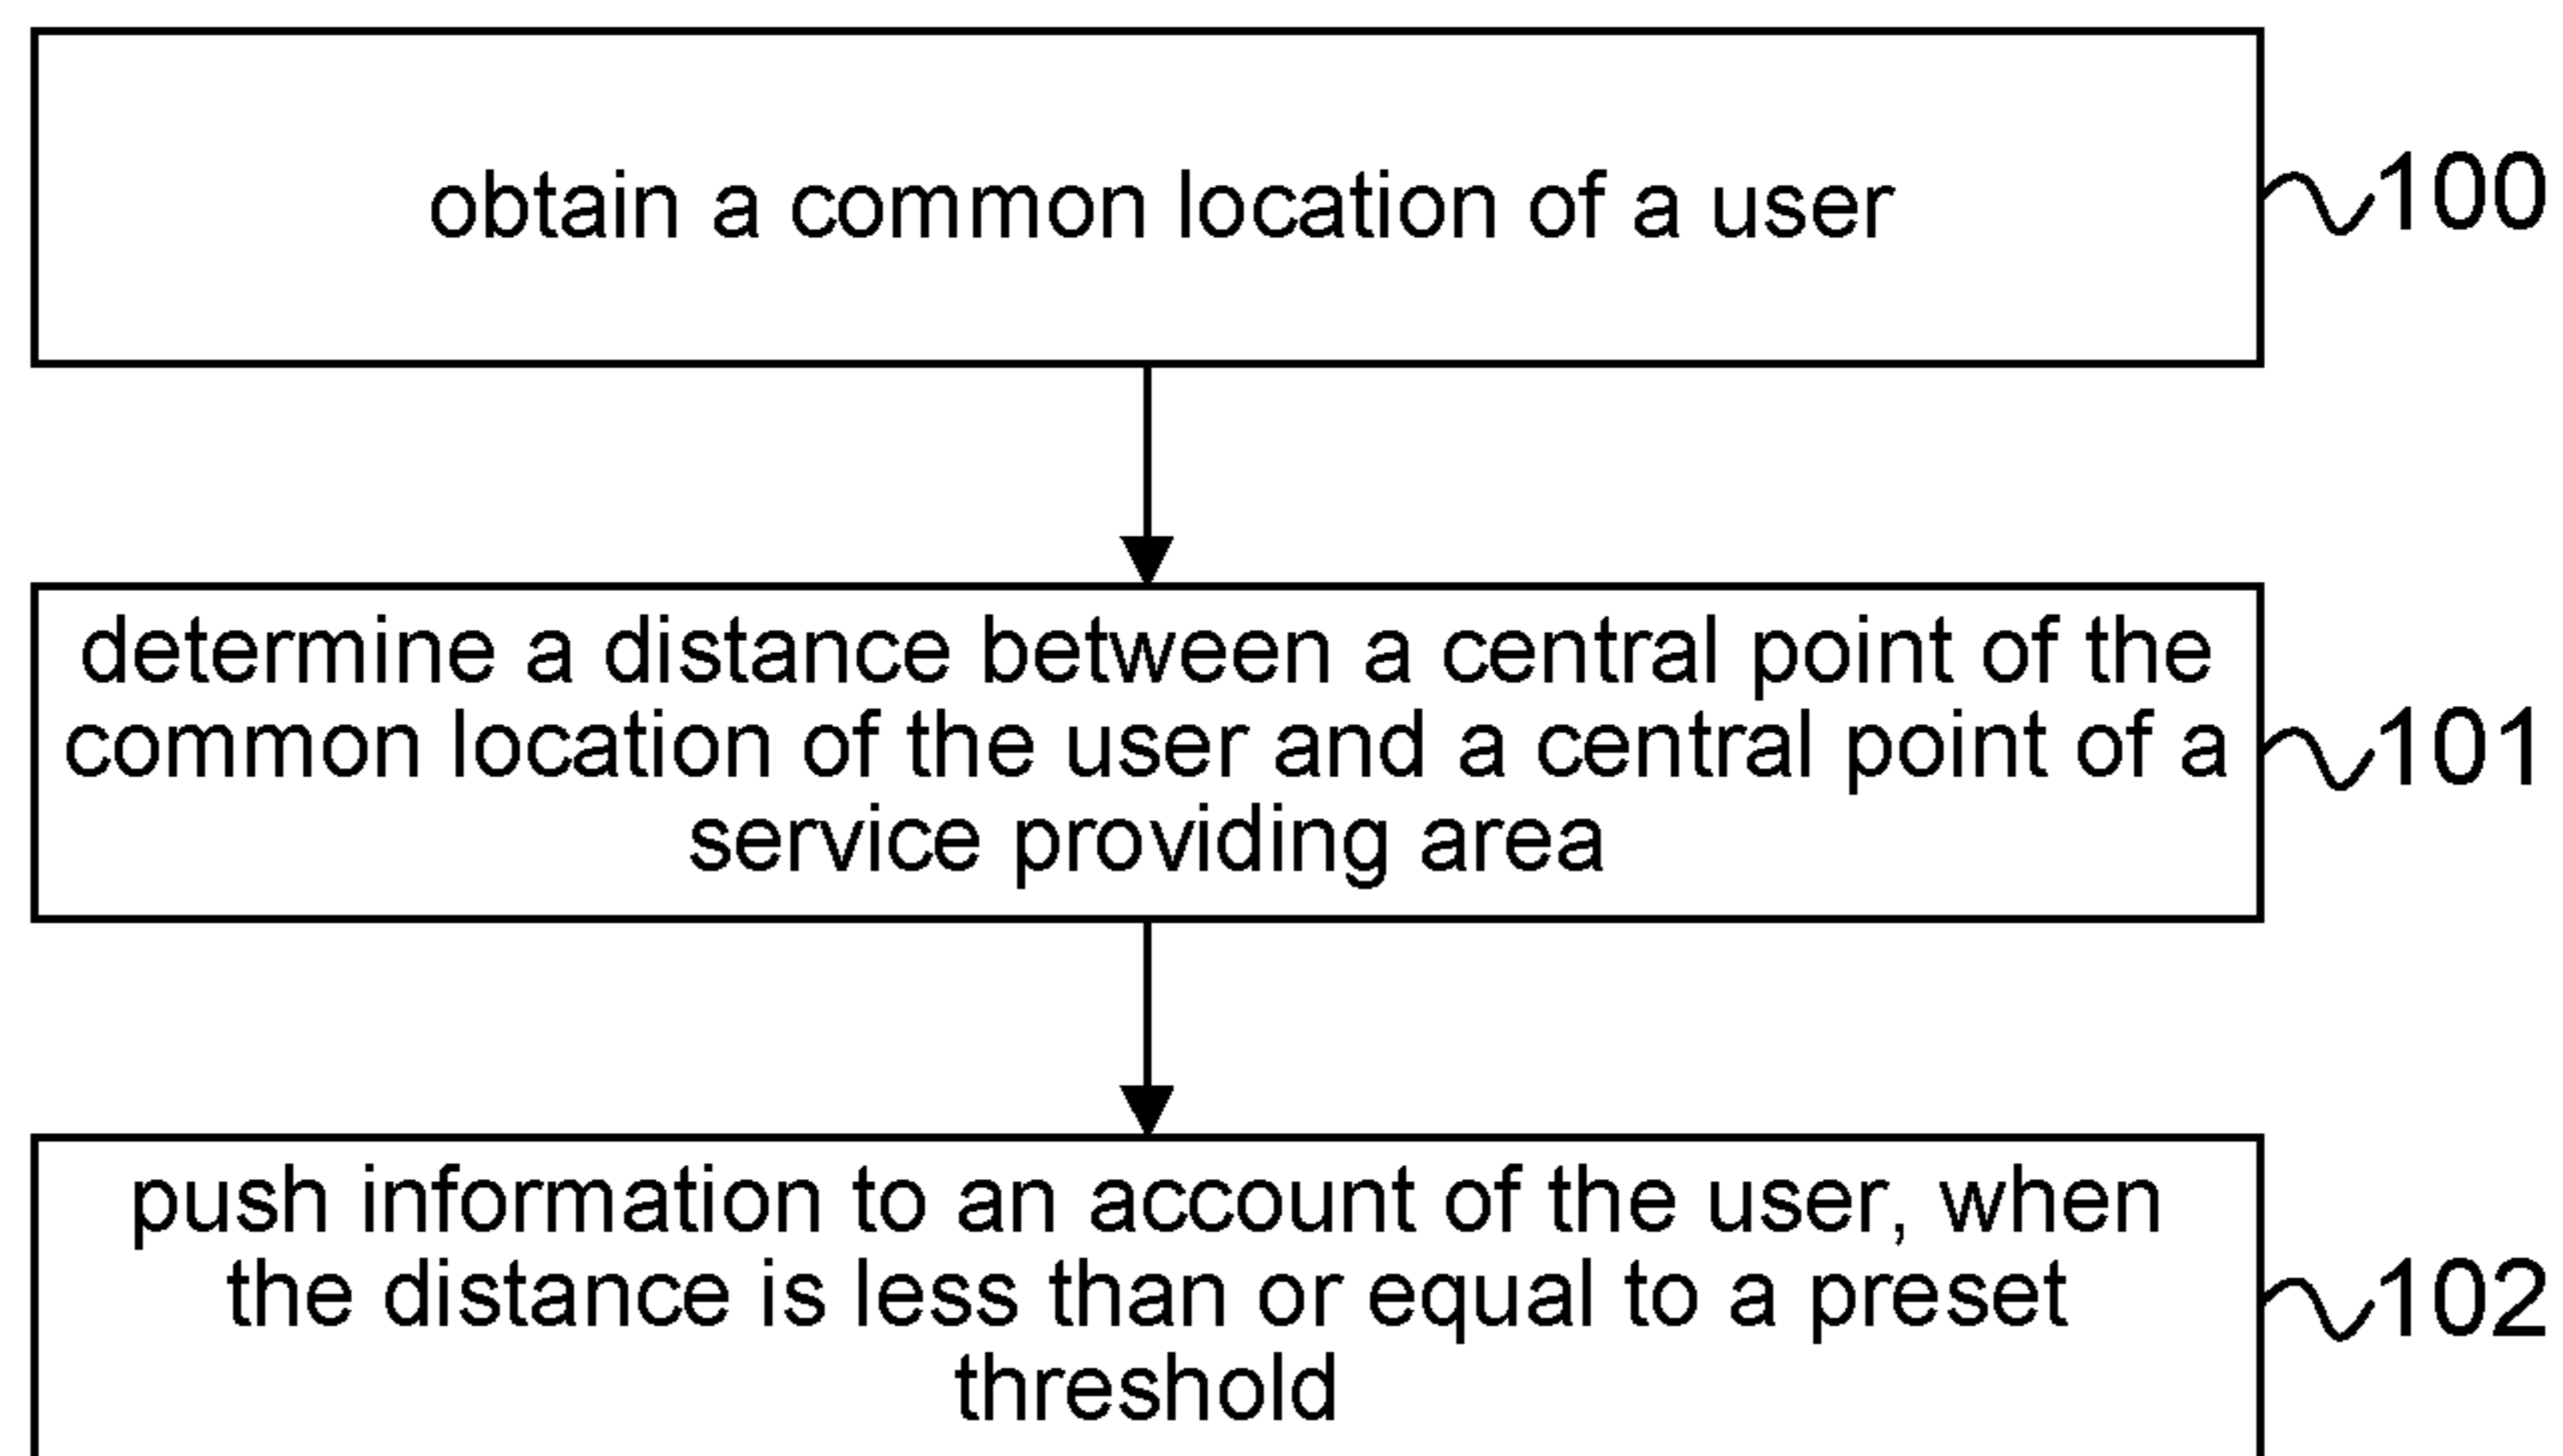 obtain a common location of a user
100
determine a distance between a central point of the
common location of the user and a central point of a
service providing area
101
push information to an account of the user, when
the distance is less than or equal to a preset
threshold
102